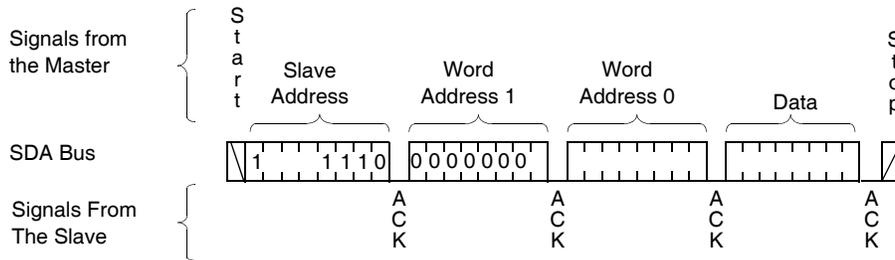 Signals from
the Master
S
t
a
r
t
Slave
Address
Word
Address 1
Word
Address 0
Data
S
t
o
p
SDA Bus
1 1 1 1 0
0 0 0 0 0 0 0
Signals From
The Slave
A
C
K
A
C
K
A
C
K
A
C
K